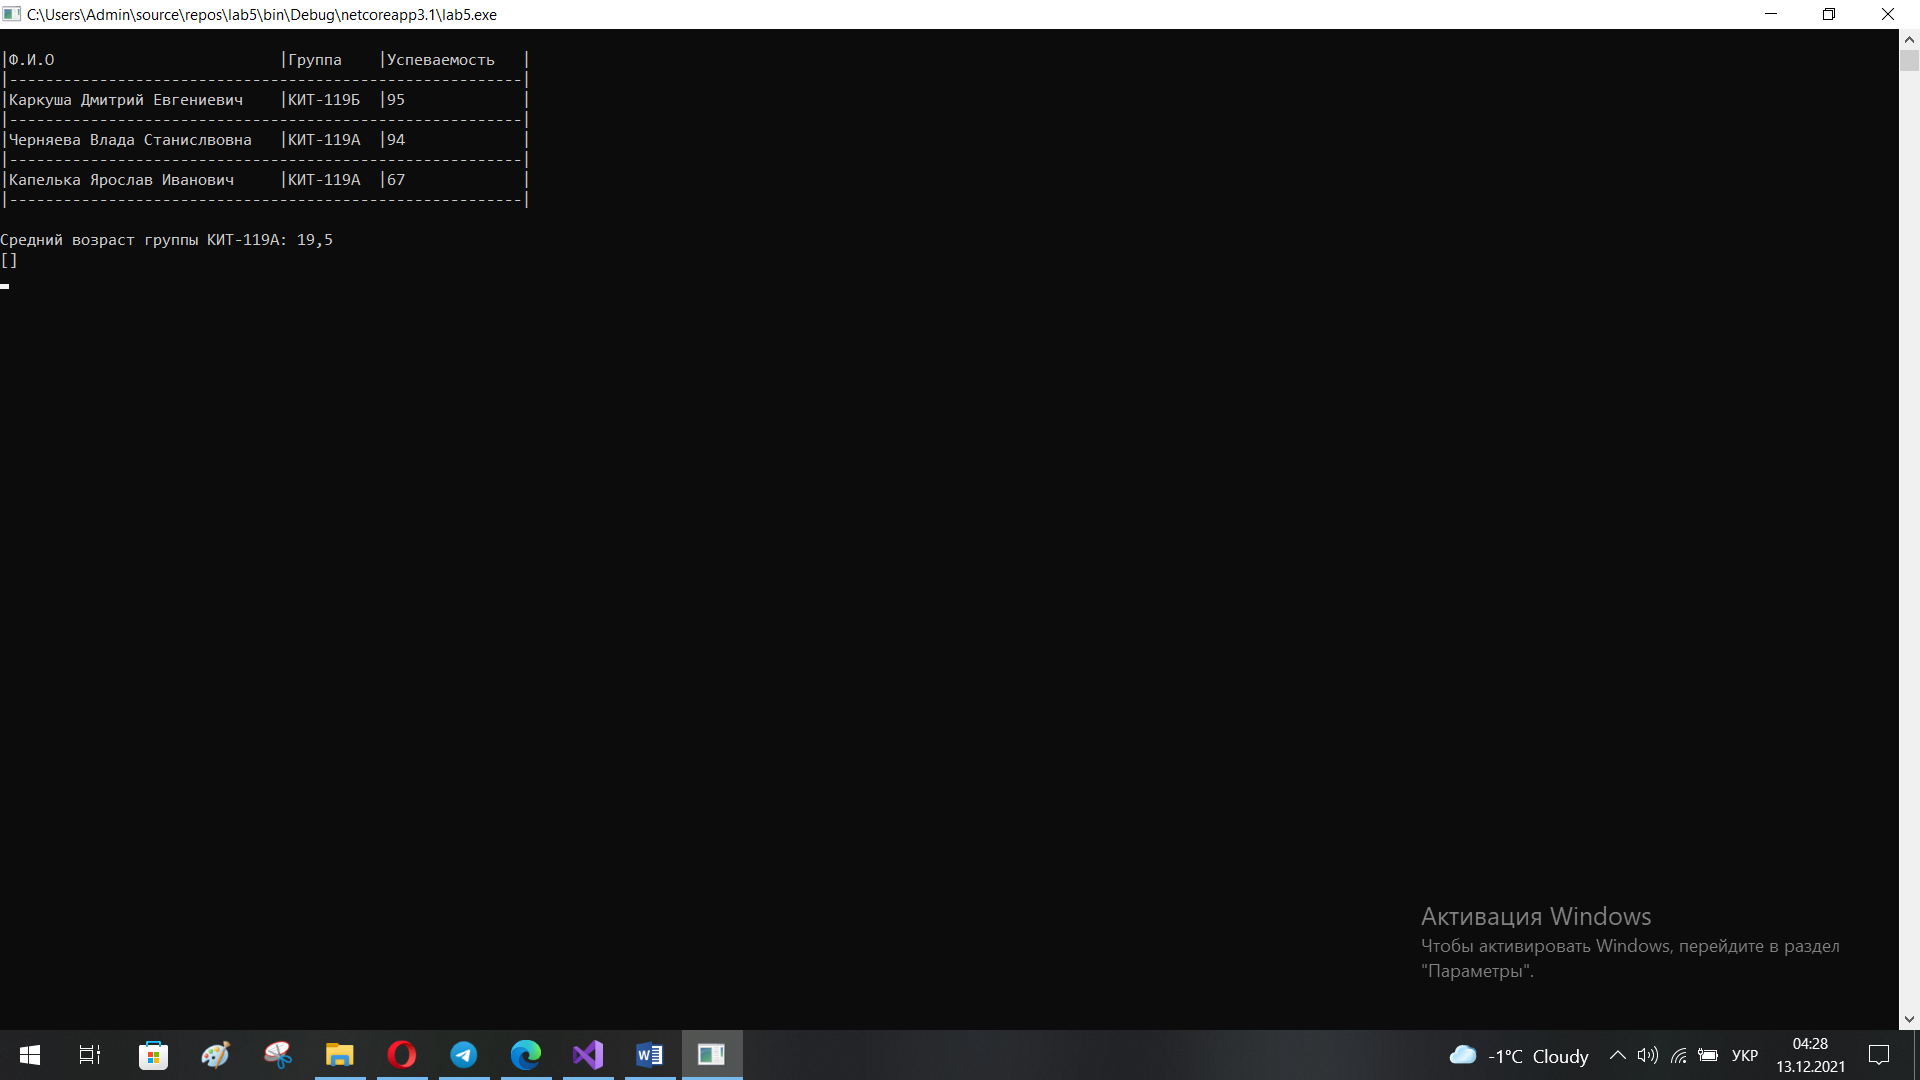 C:\Users\Admin\source\repos\lab5\bin\Debug\netcoreapp3.1\lab5.exe
|Ф.И.О                         |Группа    |Успеваемость   |
|---------------------------------------------------------|
|Каркуша Дмитрий Евгениевич    |КИТ-119Б  |95             |
|---------------------------------------------------------|
|Черняева Влада Станислвовна   |КИТ-119А  |94             |
|---------------------------------------------------------|
|Капелька Ярослав Иванович     |КИТ-119А  |67             |
|---------------------------------------------------------|
Средний возраст группы КИТ-119А: 19,5
[]
Активация Windows
Чтобы активировать Windows, перейдите в раздел
"Параметры".
-1°C Cloudy
УКР
04:28
13.12.2021